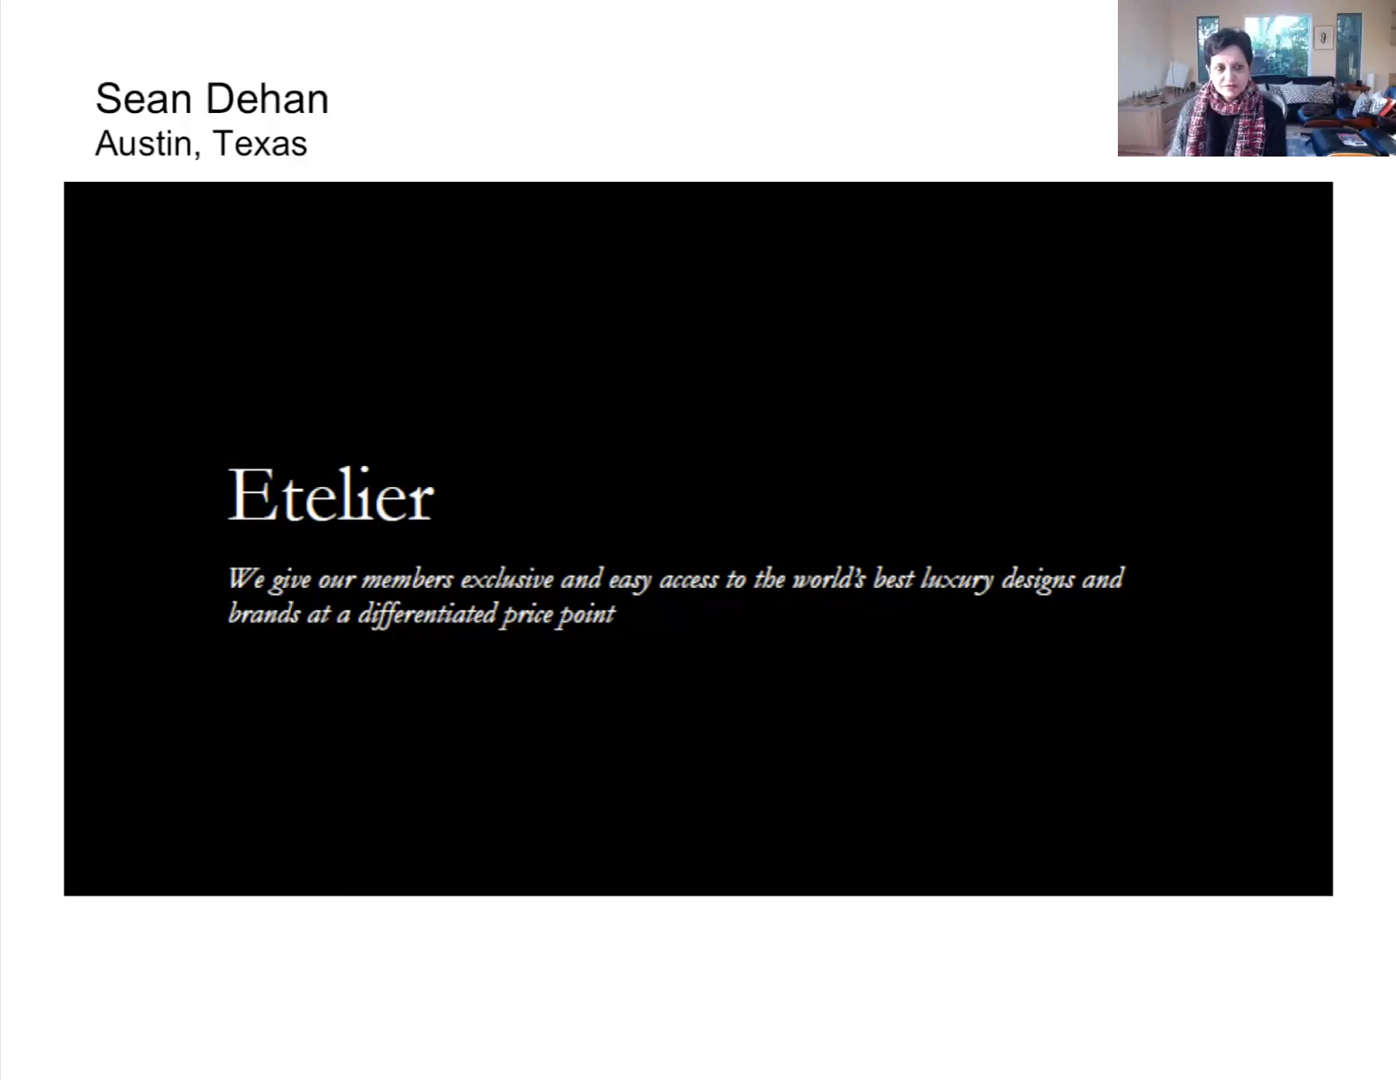 Sean Dehan
Austin, Texas
Etelier
We give our members exclusive and easy access to the world's best luxury designs and
brands at a differentiated price point